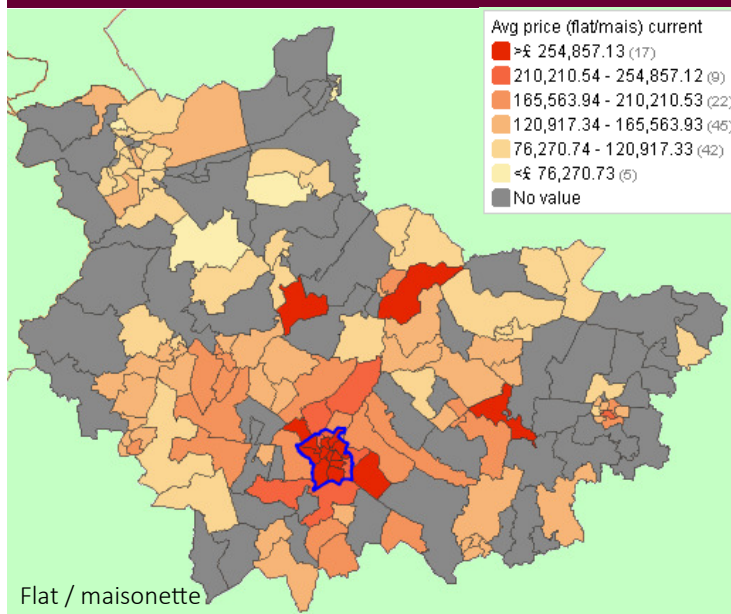 Avg price (flat/mais) current
>£ 254,857.13 (17)
210,210.54 - 254,857.12 (9)
165,563.94 - 210,210.53 (22)
120,917.34 - 165,563.93 (45)
76,270.74 - 120,917.33 (42)
<£ 76,270.73 (5)
No value
Flat / maisonette